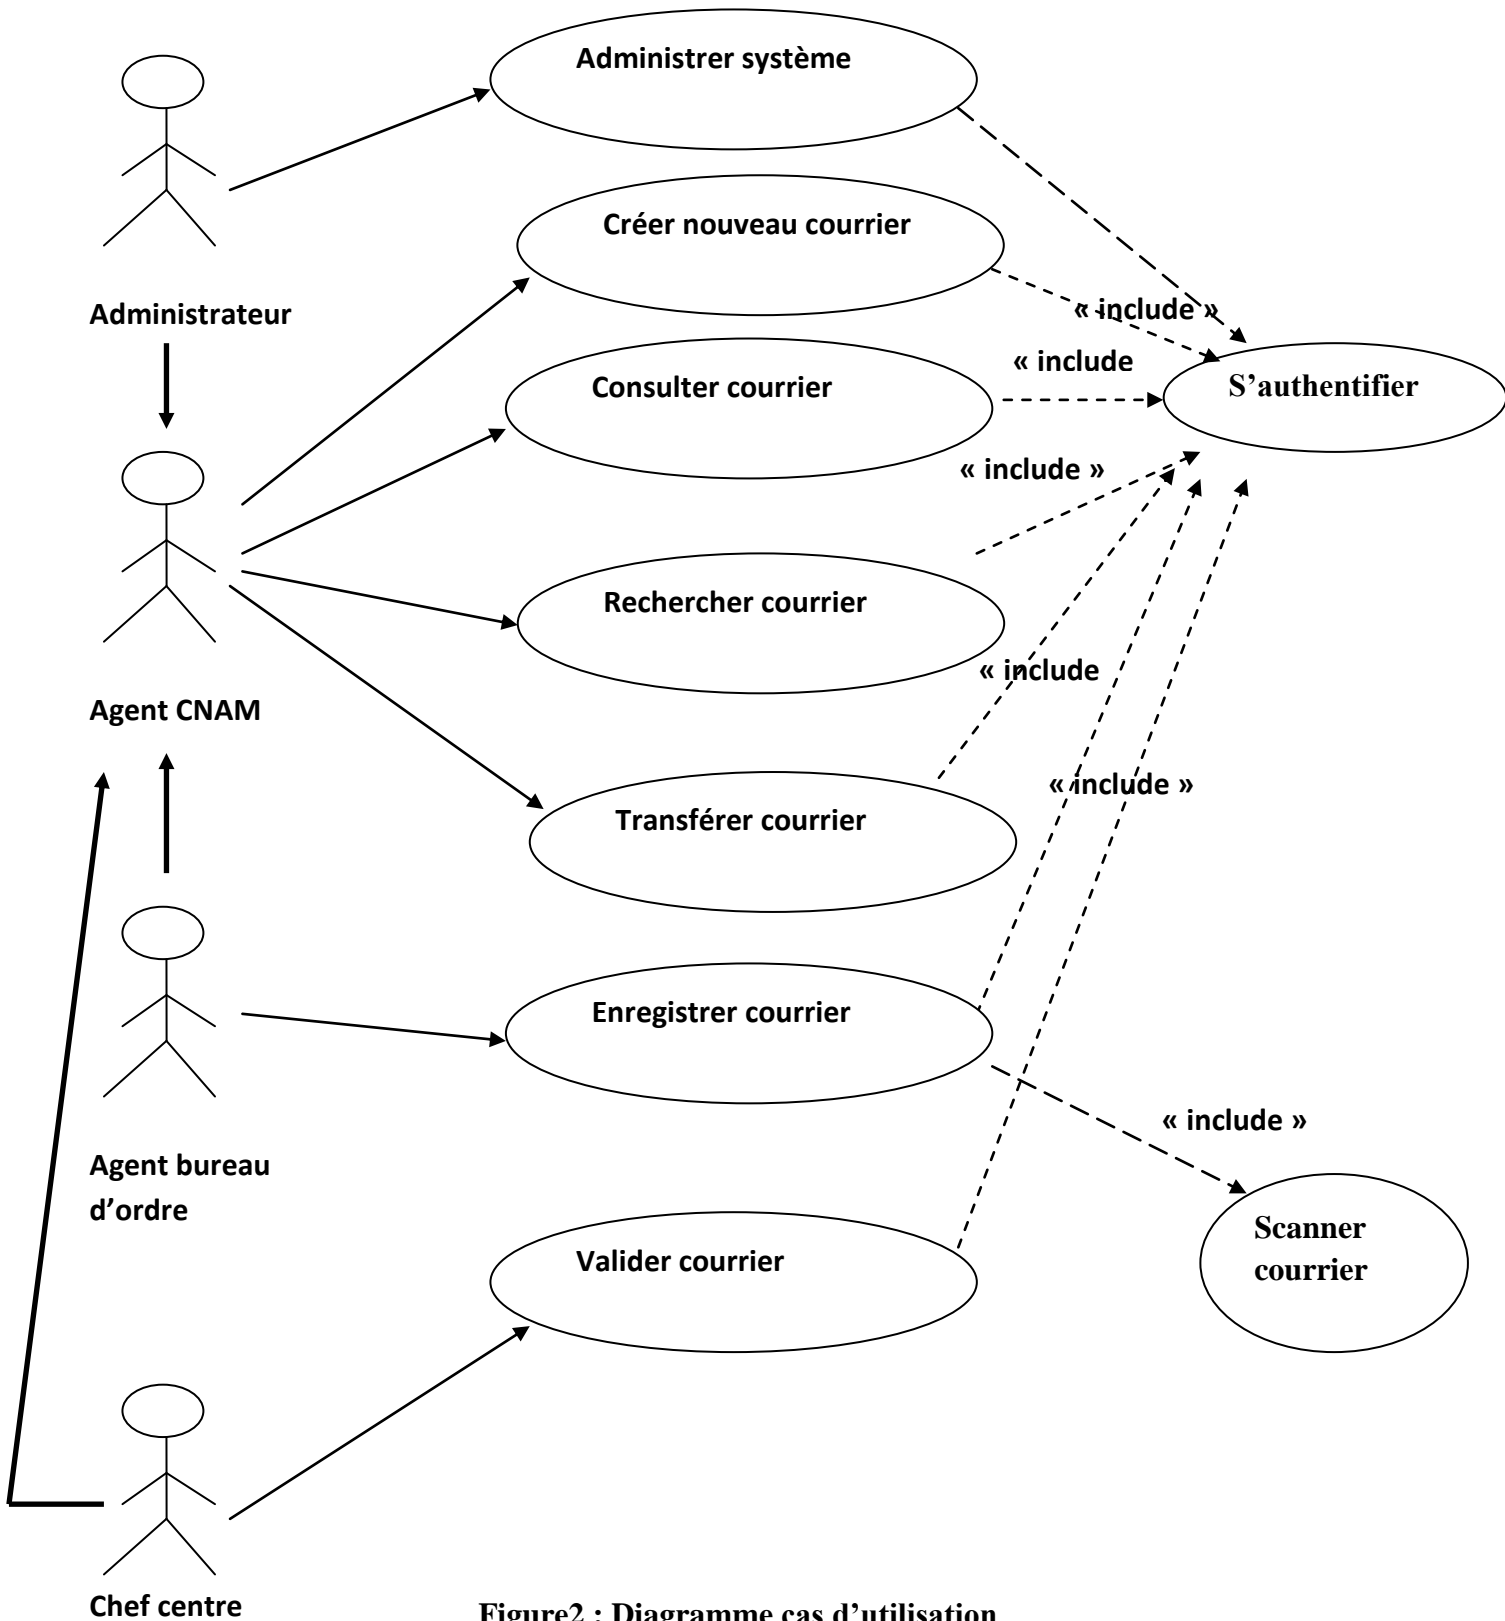 Administrer système
Créer nouveau courrier
Administrateur
« include »
« include
Consulter courrier
S’authentifier
« include »
Rechercher courrier
« include
Agent CNAM
« include »
Transférer courrier
Enregistrer courrier
« include »
Agent bureau
d’ordre
Scanner
courrier
Valider courrier
Chef centre
Figure2 : Diagramme cas d’utilisation